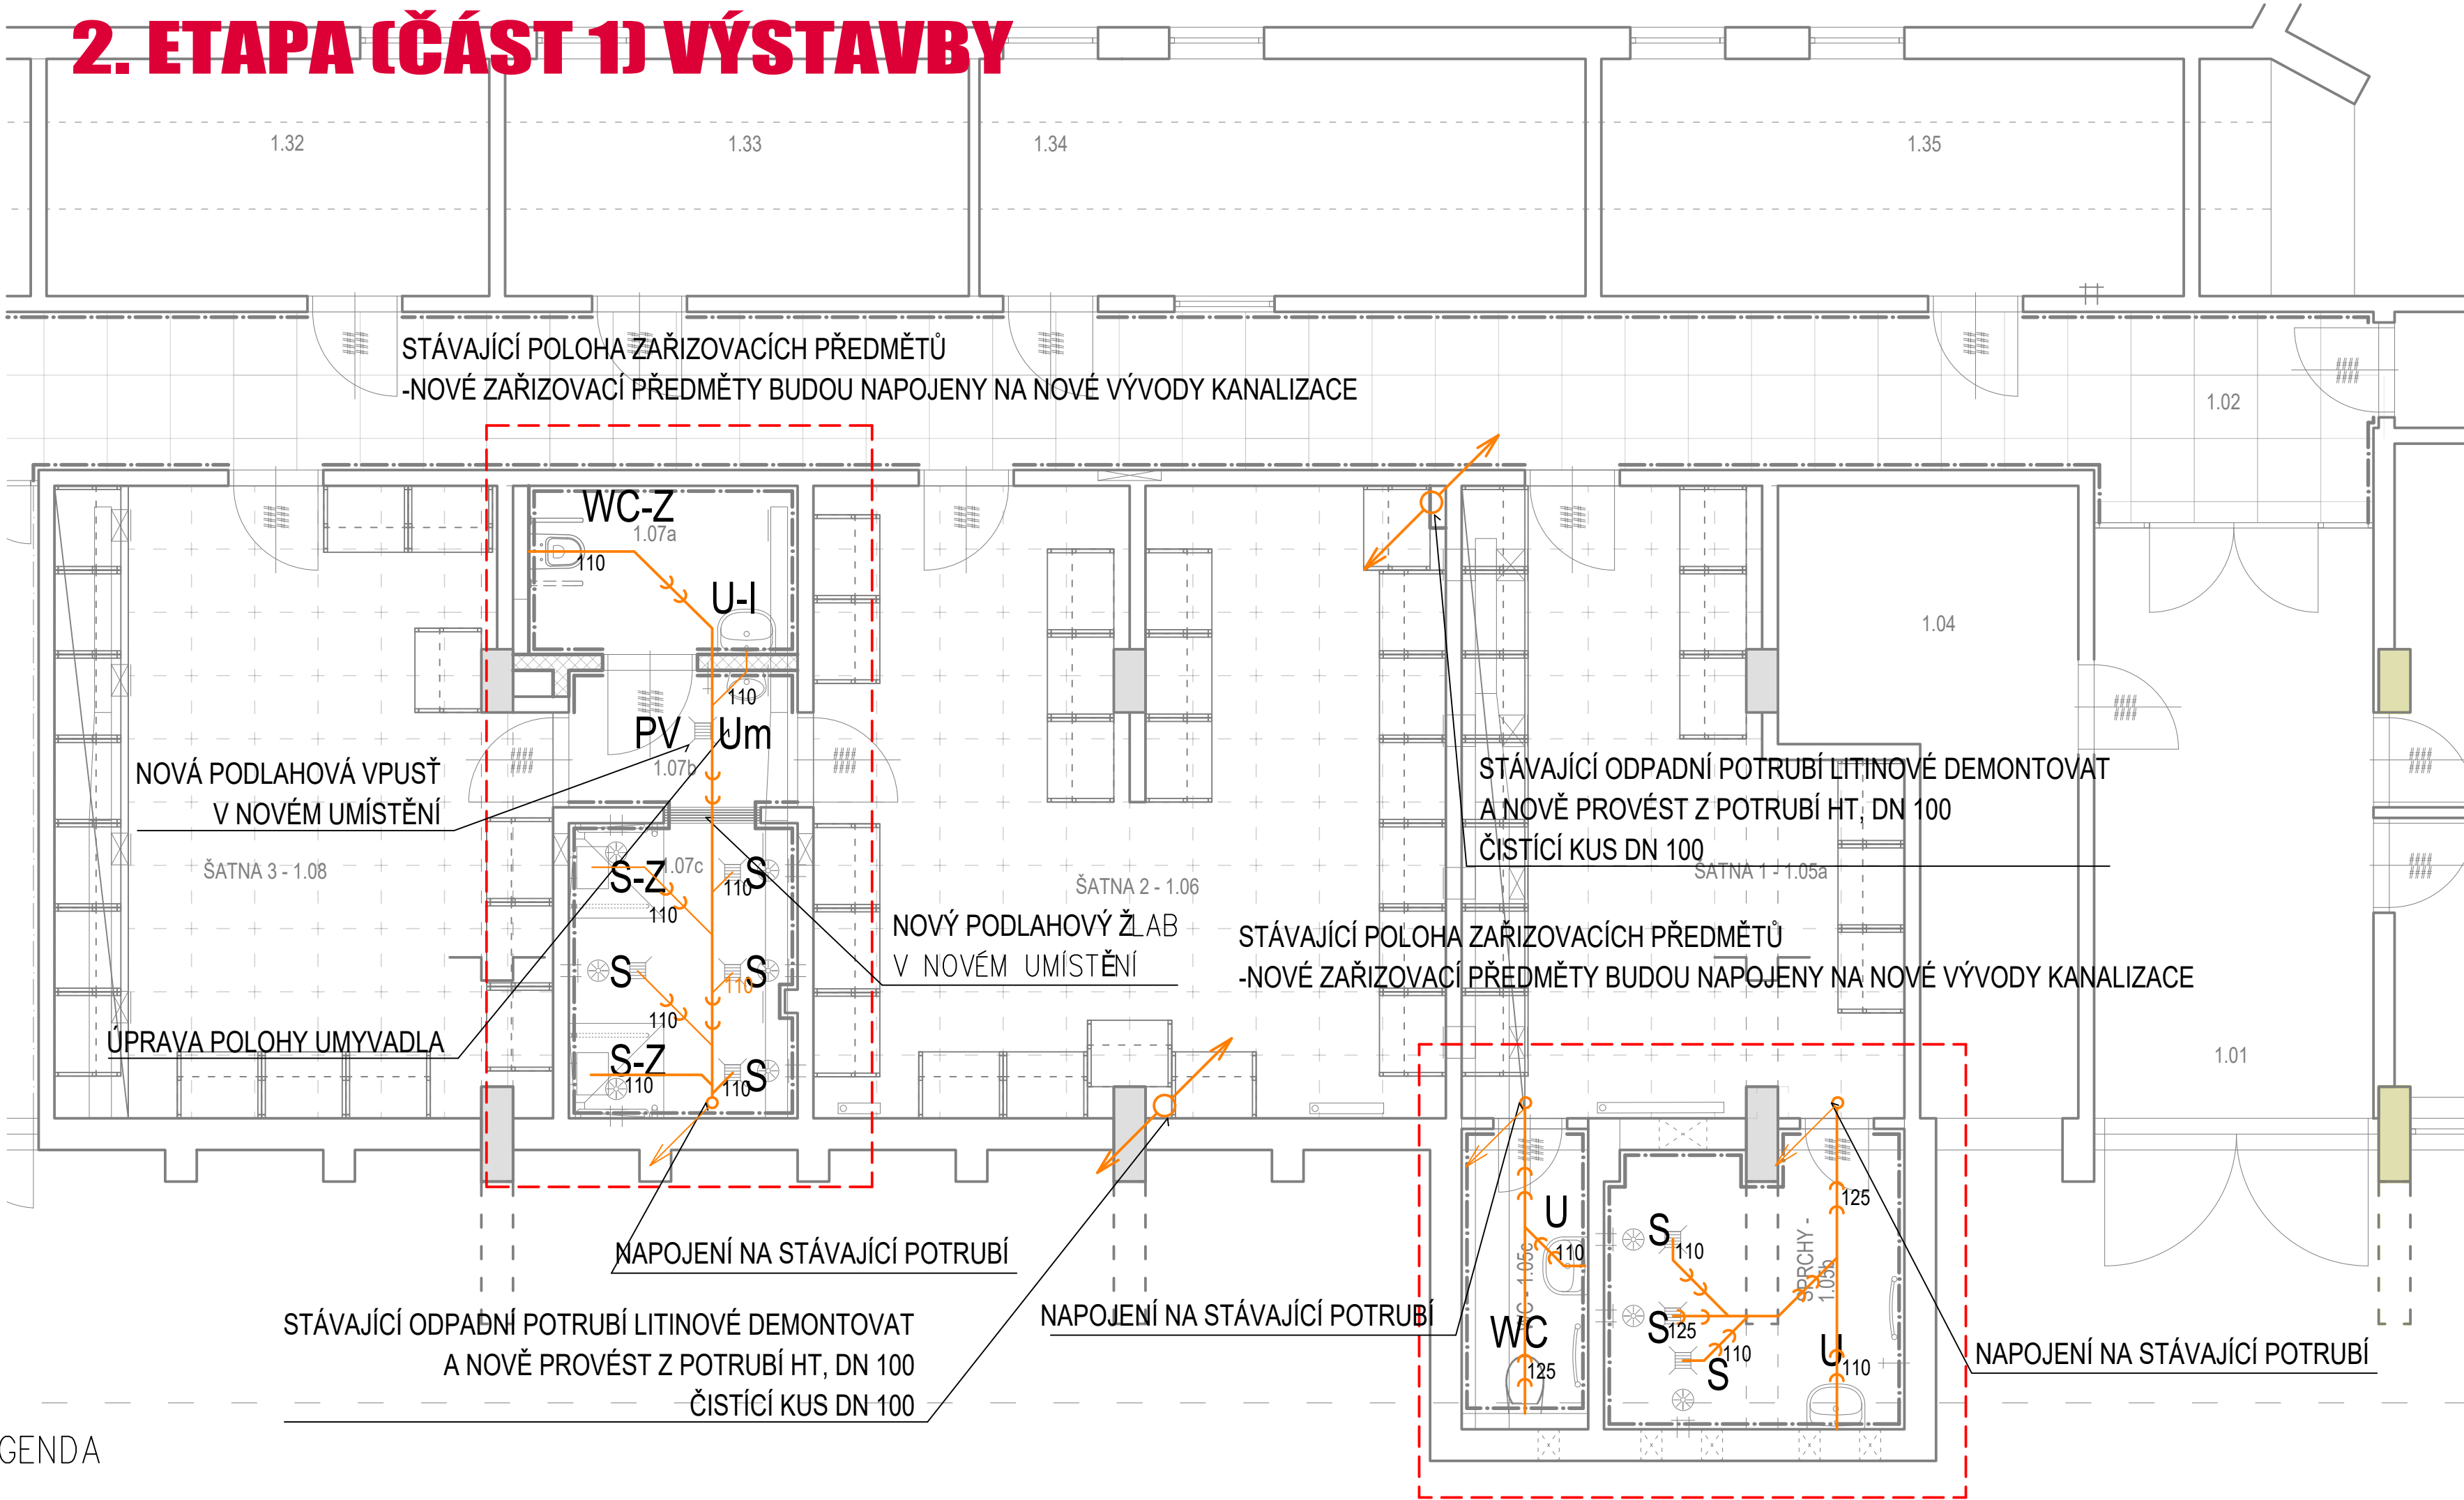 2. ETAPA (ČÁST 1) VÝSTAVBY
1.32
1.33
1.34
1.35
STÁVAJÍCÍ POLOHA ZAŘIZOVACÍCH PŘEDMĚTŮ
-NOVÉ ZAŘIZOVACÍ PŘEDMĚTY BUDOU NAPOJENY NA NOVÉ VÝVODY KANALIZACE
1.02
WC-Z
1.07a
110
U-I
110
PV
Um
1.07b
1.04
NOVÁ PODLAHOVÁ VPUSŤ
V NOVÉM UMÍSTĚNÍ
STÁVAJÍCÍ ODPADNÍ POTRUBÍ LITINOVÉ DEMONTOVAT
A NOVĚ PROVÉST Z POTRUBÍ HT, DN 100
ČISTÍCÍ KUS DN 100
ŠATNA 3 - 1.08
S-Z
1.07c
S
110
110
ŠATNA 2 - 1.06
ŠATNA 1 - 1.05a
NOVÝ PODLAHOVÝ ŽLAB
V NOVÉM UMÍSTĚNÍ
STÁVAJÍCÍ POLOHA ZAŘIZOVACÍCH PŘEDMĚTŮ
-NOVÉ ZAŘIZOVACÍ PŘEDMĚTY BUDOU NAPOJENY NA NOVÉ VÝVODY KANALIZACE
S
S
110
110
ÚPRAVA POLOHY UMYVADLA
S-Z
110
S
110
1.01
NAPOJENÍ NA STÁVAJÍCÍ POTRUBÍ
STÁVAJÍCÍ ODPADNÍ POTRUBÍ LITINOVÉ DEMONTOVAT
A NOVĚ PROVÉST Z POTRUBÍ HT, DN 100
ČISTÍCÍ KUS DN 100
NAPOJENÍ NA STÁVAJÍCÍ POTRUBÍ
U
110
WC - 1.05c
WC
125
S
110
S
125
S
110
SPRCHY -
1.05b
125
U
110
NAPOJENÍ NA STÁVAJÍCÍ POTRUBÍ
GENDA